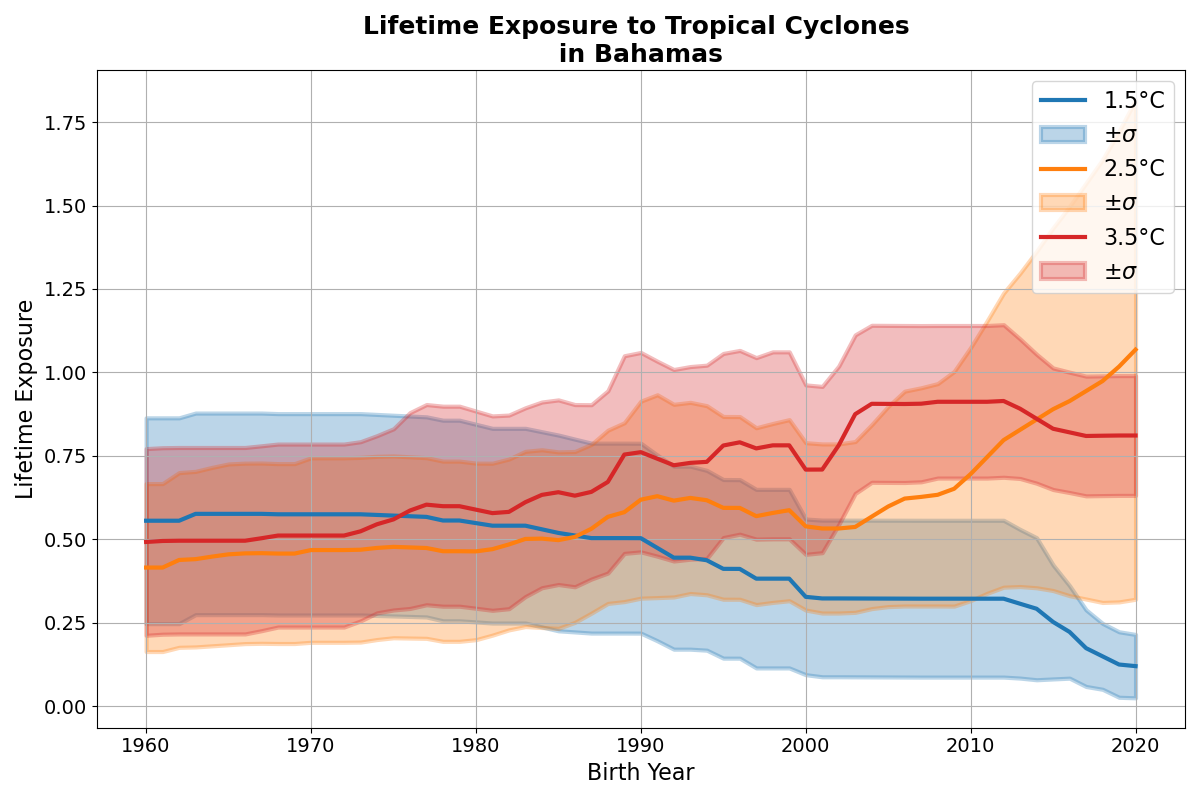 Lifetime Exposure to Tropical Cyclones
in Bahamas
Lifetime Exposure
1.75
1.50
1.25
1.00
0.75
0.50
0.25
0.00
1960 1970 1980 1990 2000 2010 2020
Birth Year
1.5°C
±σ
2.5°C
±σ
3.5°C
±σ